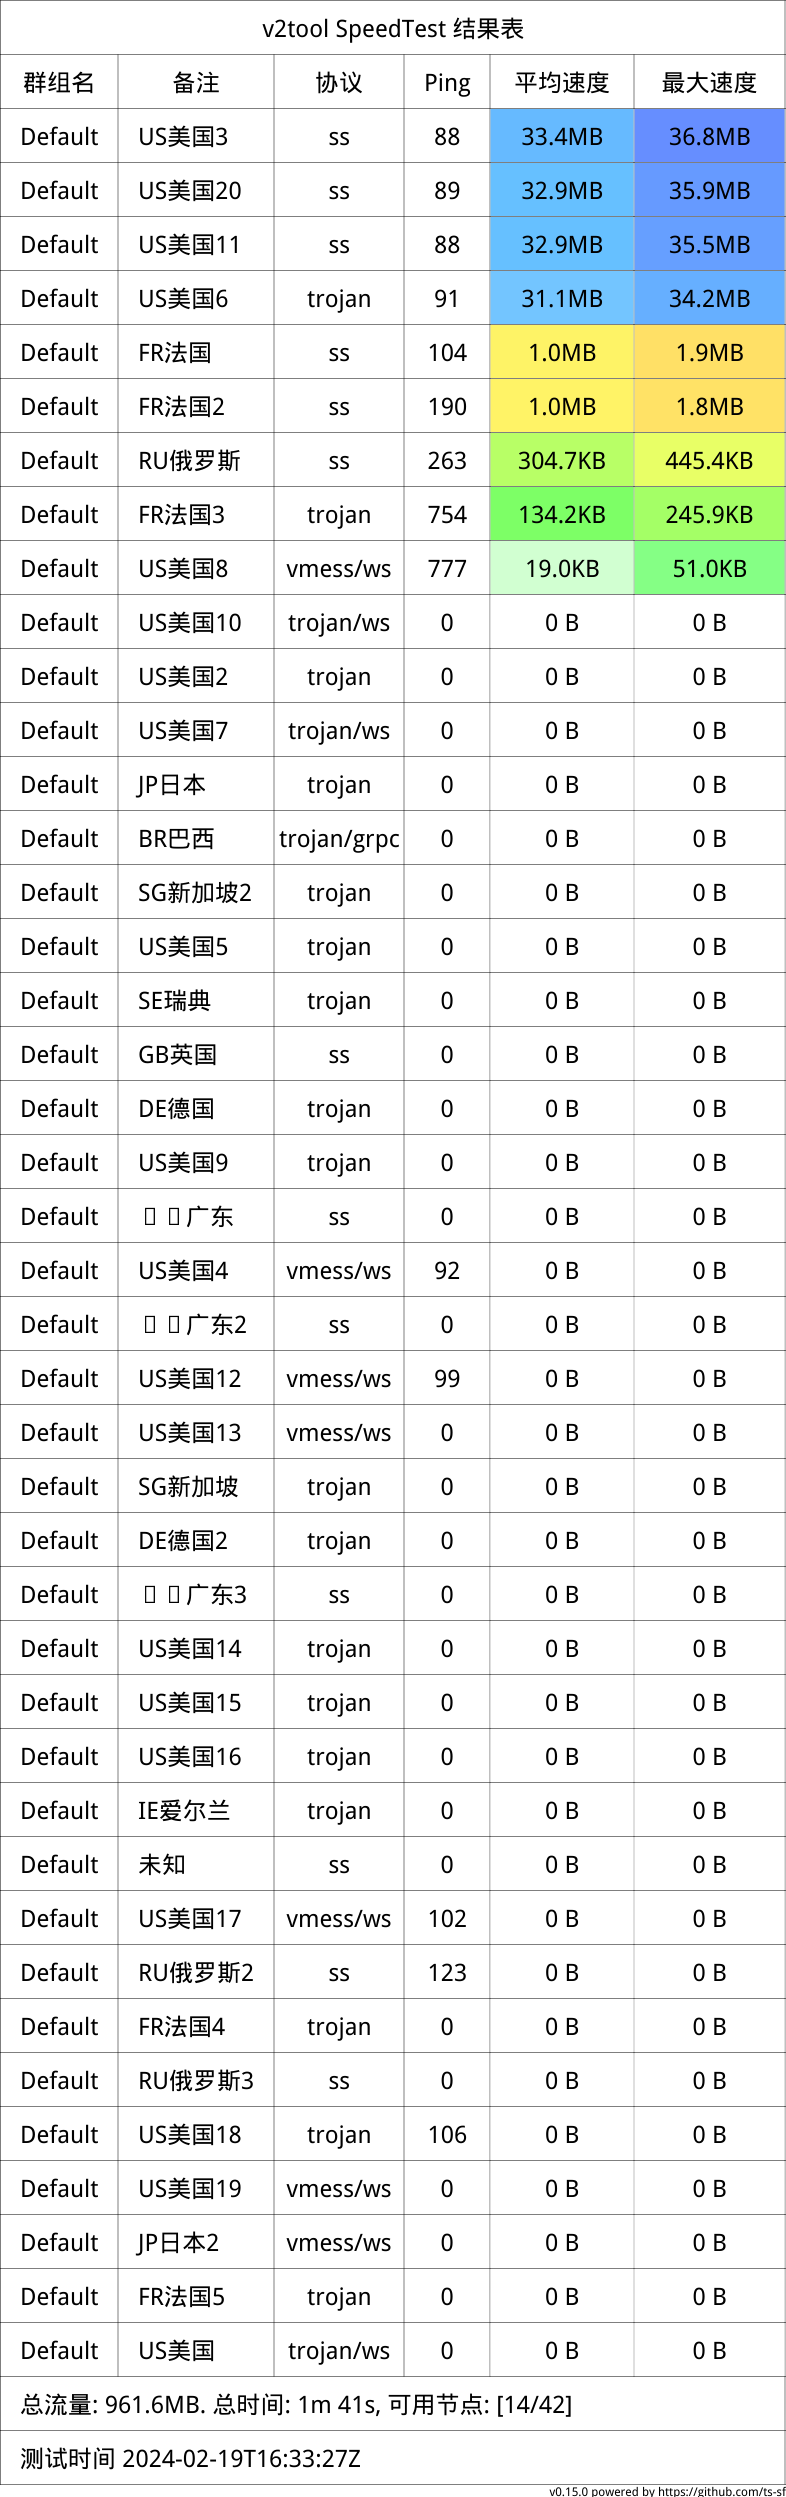 v2tool SpeedTest 结果表
群组名 备注 协议 Ping 平均速度 最大速度
Default US美国3 ss 88 33.4MB 36.8MB
Default US美国20 ss 89 32.9MB 35.9MB
Default US美国11 ss 88 32.9MB 35.5MB
Default US美国6 trojan 91 31.1MB 34.2MB
Default FR法国 ss 104 1.0MB 1.9MB
Default FR法国2 ss 190 1.0MB 1.8MB
Default RU俄罗斯 ss 263 304.7KB 445.4KB
Default FR法国3 trojan 754 134.2KB 245.9KB
Default US美国8 vmess/ws 777 19.0KB 51.0KB
Default US美国10 trojan/ws 0 0 B 0 B
Default US美国2 trojan 0 0 B 0 B
Default US美国7 trojan/ws 0 0 B 0 B
Default JP日本 trojan 0 0 B 0 B
Default BR巴西 trojan/grpc 0 0 B 0 B
Default SG新加坡2 trojan 0 0 B 0 B
Default US美国5 trojan 0 0 B 0 B
Default SE瑞典 trojan 0 0 B 0 B
Default GB英国 ss 0 0 B 0 B
Default DE德国 trojan 0 0 B 0 B
Default US美国9 trojan 0 0 B 0 B
Default 广东 ss 0 0 B 0 B
Default US美国4 vmess/ws 92 0 B 0 B
Default 广东2 ss 0 0 B 0 B
Default US美国12 vmess/ws 99 0 B 0 B
Default US美国13 vmess/ws 0 0 B 0 B
Default SG新加坡 trojan 0 0 B 0 B
Default DE德国2 trojan 0 0 B 0 B
Default 广东3 ss 0 0 B 0 B
Default US美国14 trojan 0 0 B 0 B
Default US美国15 trojan 0 0 B 0 B
Default US美国16 trojan 0 0 B 0 B
Default IE爱尔兰 trojan 0 0 B 0 B
Default 未知 ss 0 0 B 0 B
Default US美国17 vmess/ws 102 0 B 0 B
Default RU俄罗斯2 ss 123 0 B 0 B
Default FR法国4 trojan 0 0 B 0 B
Default RU俄罗斯3 ss 0 0 B 0 B
Default US美国18 trojan 106 0 B 0 B
Default US美国19 vmess/ws 0 0 B 0 B
Default JP日本2 vmess/ws 0 0 B 0 B
Default FR法国5 trojan 0 0 B 0 B
Default US美国 trojan/ws 0 0 B 0 B
总流量: 961.6MB. 总时间: 1m 41s, 可用节点: [14/42]
测试时间 2024-02-19T16:33:27Z
v0.15.0 powered by https://github.com/ts-sf